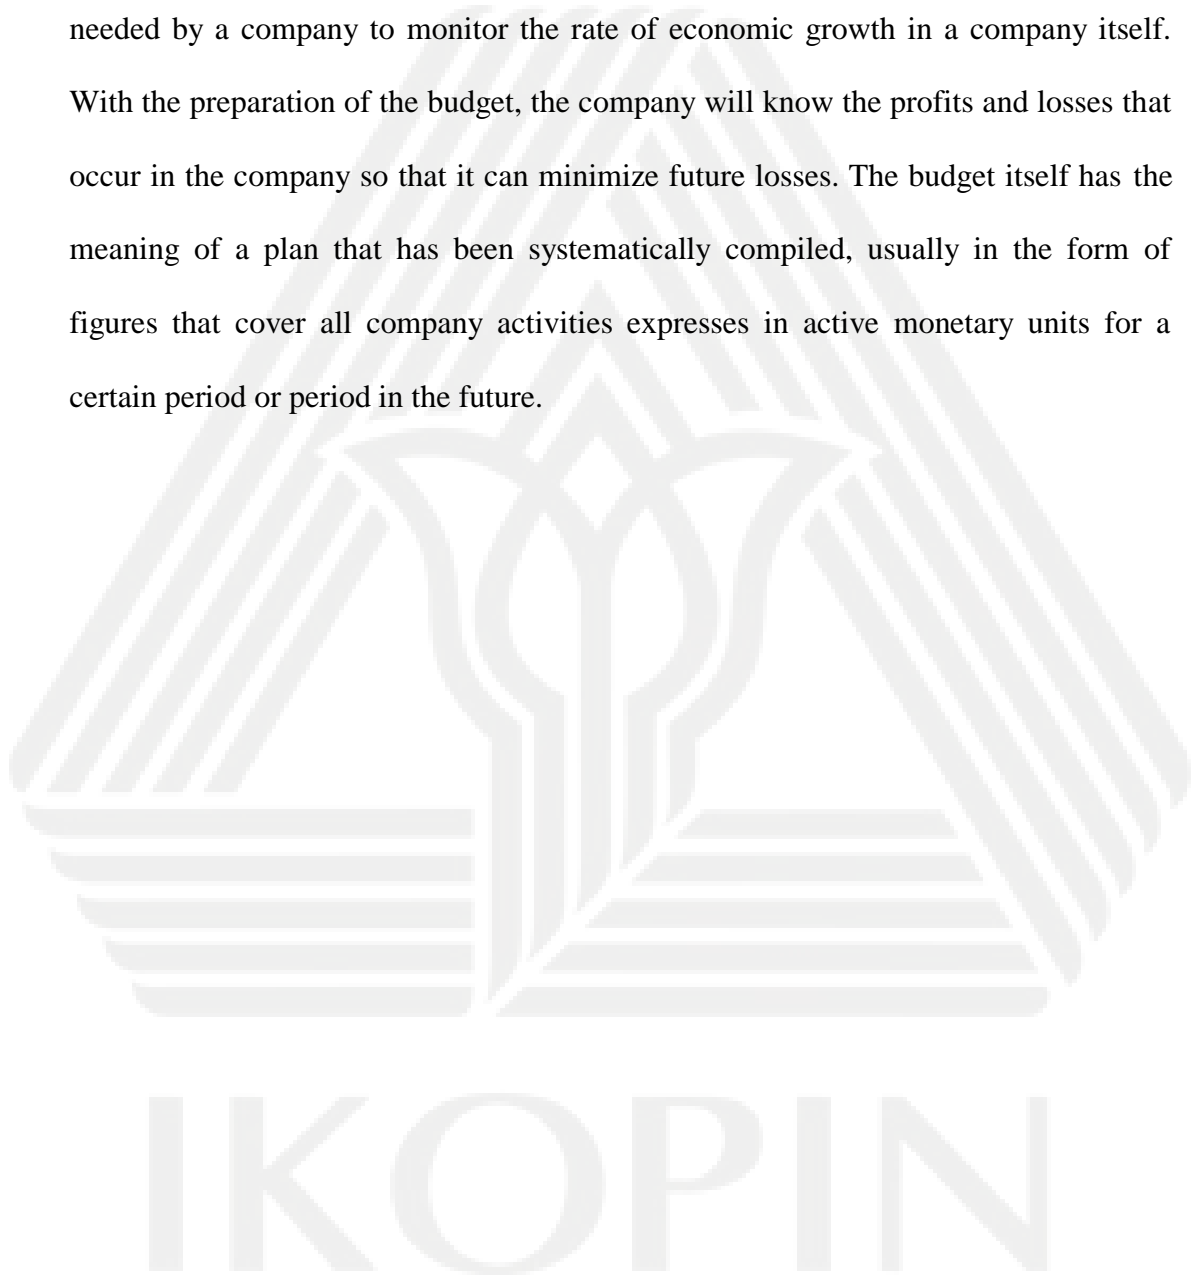 needed by a company to monitor the rate of economic growth in a company itself.
With the preparation of the budget, the company will know the profits and losses that
occur in the company so that it can minimize future losses. The budget itself has the
meaning of a plan that has been systematically compiled, usually in the form of
figures that cover all company activities expresses in active monetary units for a
certain period or period in the future.
IKOPIN